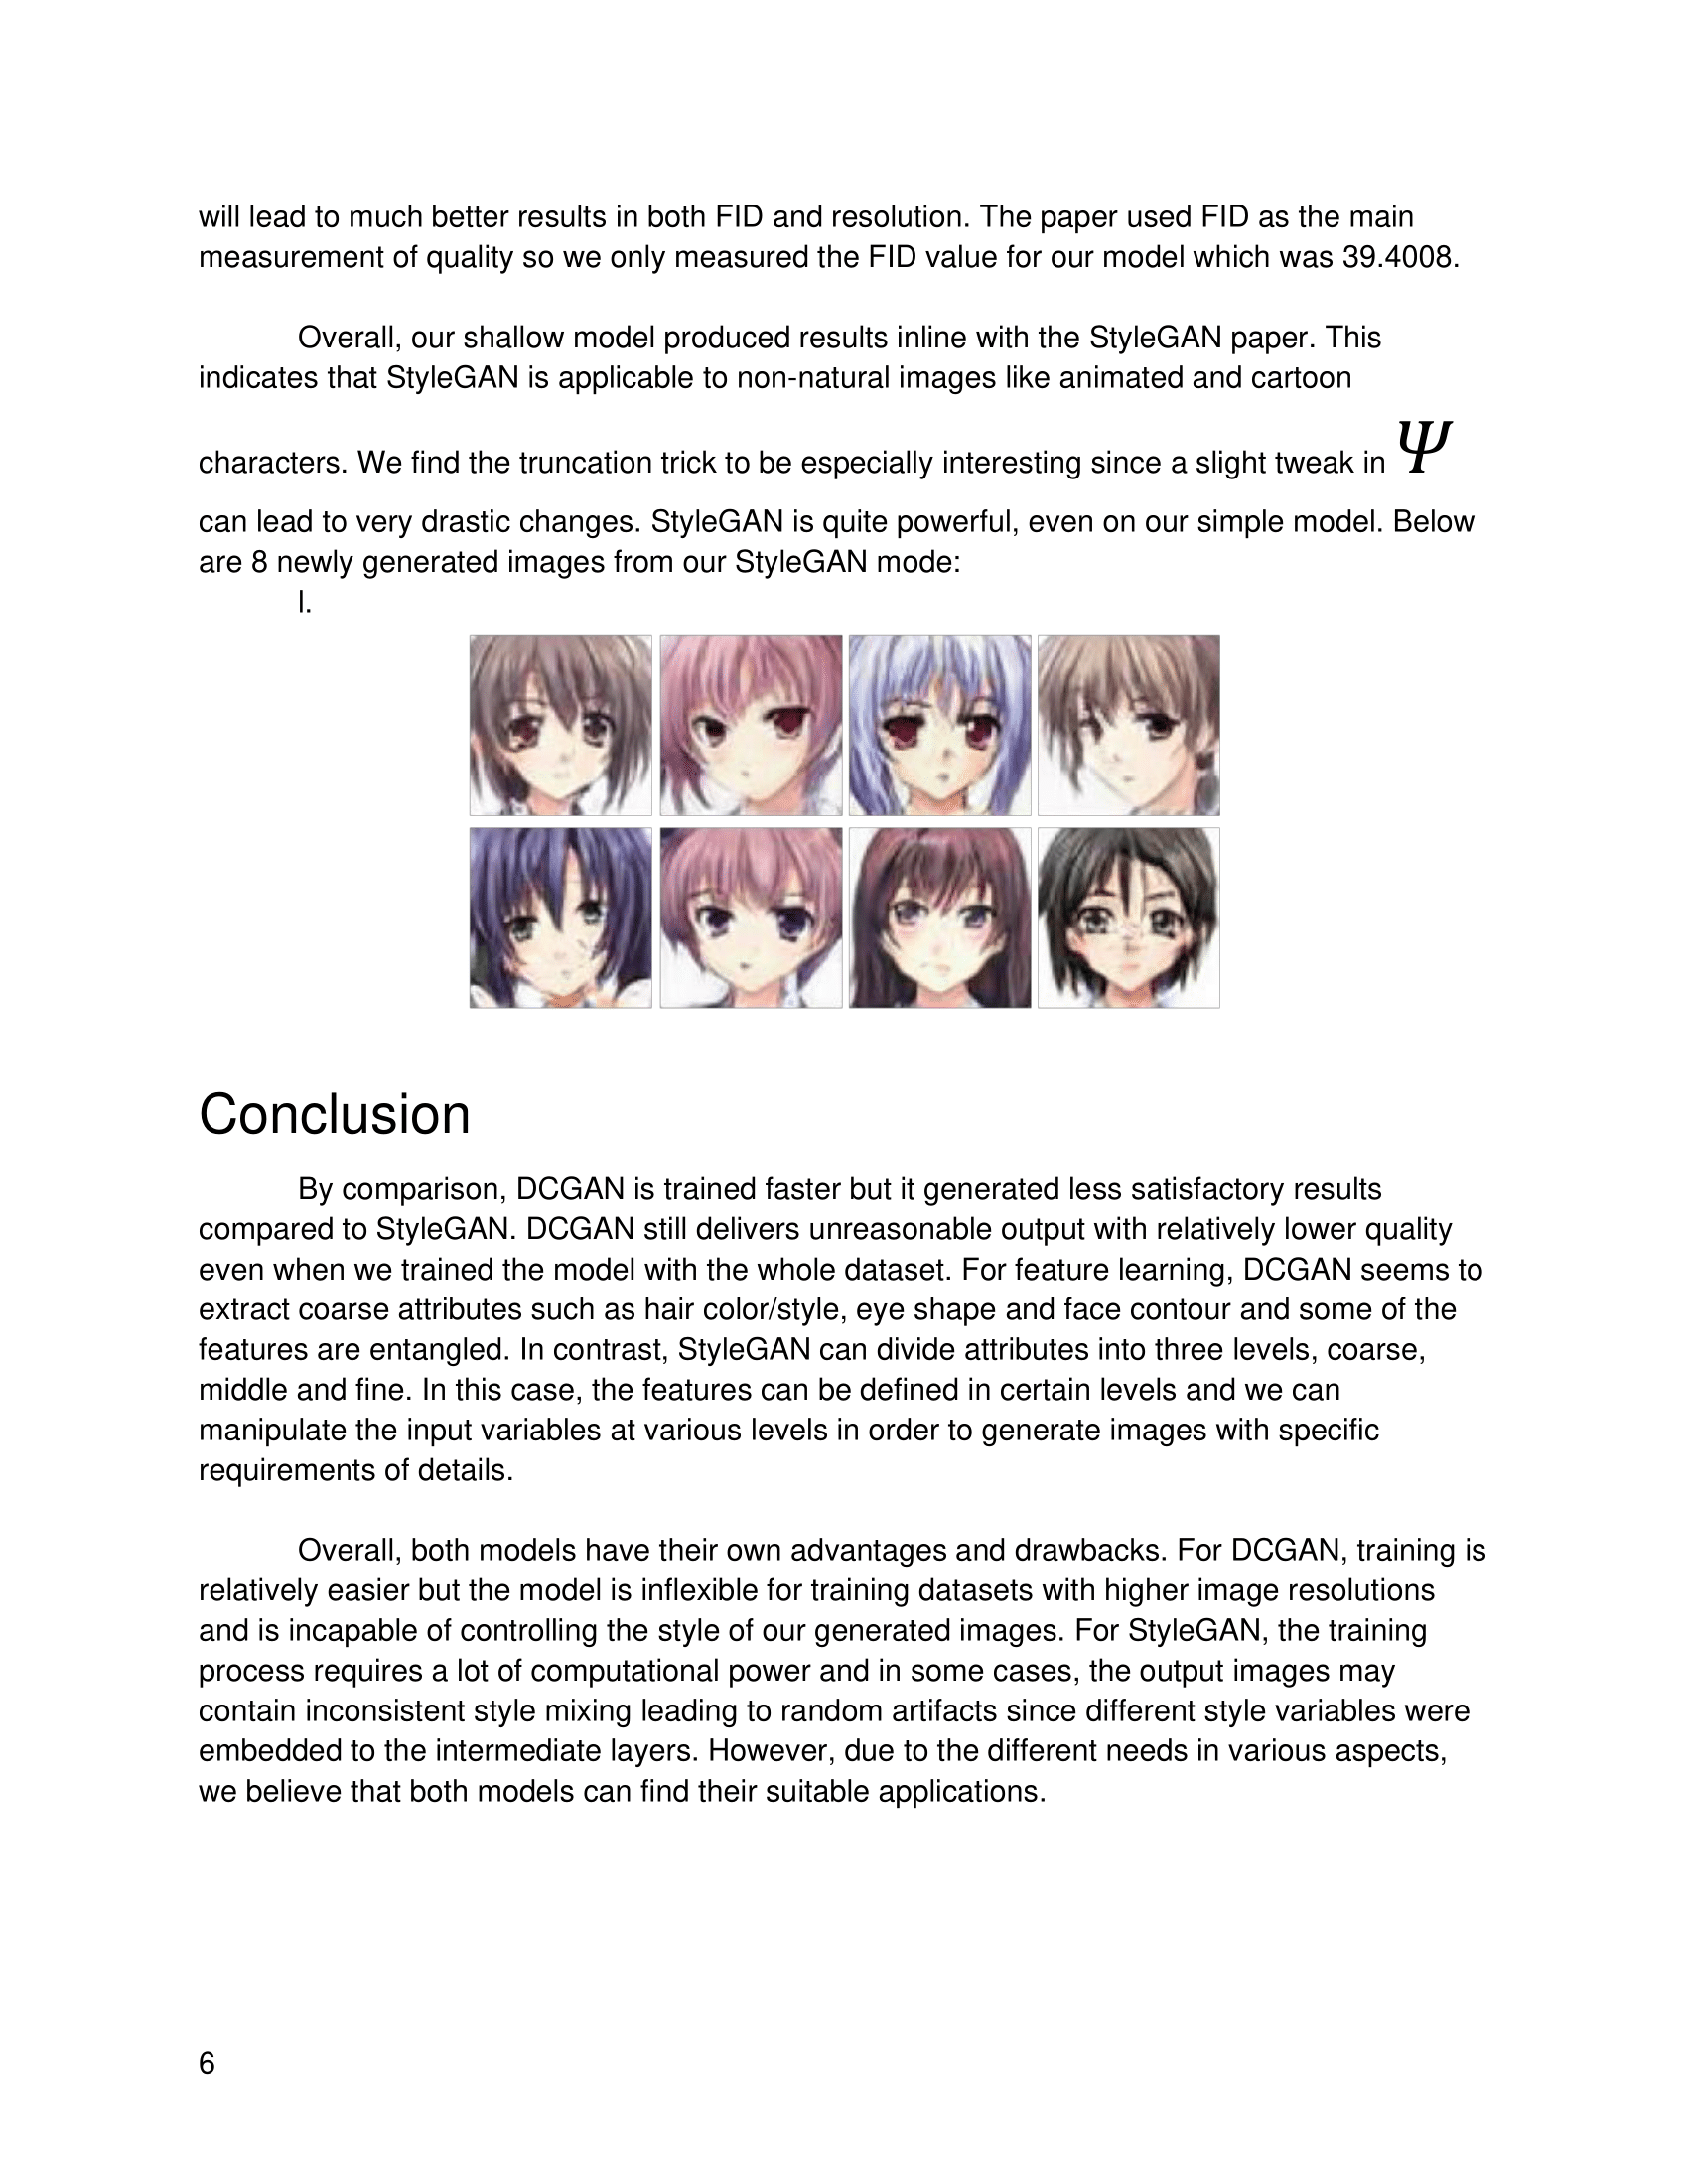 will lead to much better results in both FID and resolution. The paper used FID as the main
measurement of quality so we only measured the FID value for our model which was 39.4008.
Overall, our shallow model produced results inline with the StyleGAN paper. This
indicates that StyleGAN is applicable to non-natural images like animated and cartoon
characters. We find the truncation trick to be especially interesting since a slight tweak in Ψ
can lead to very drastic changes. StyleGAN is quite powerful, even on our simple model. Below
are 8 newly generated images from our StyleGAN mode:
l.
Conclusion
By comparison, DCGAN is trained faster but it generated less satisfactory results
compared to StyleGAN. DCGAN still delivers unreasonable output with relatively lower quality
even when we trained the model with the whole dataset. For feature learning, DCGAN seems to
extract coarse attributes such as hair color/style, eye shape and face contour and some of the
features are entangled. In contrast, StyleGAN can divide attributes into three levels, coarse,
middle and fine. In this case, the features can be defined in certain levels and we can
manipulate the input variables at various levels in order to generate images with specific
requirements of details.
Overall, both models have their own advantages and drawbacks. For DCGAN, training is
relatively easier but the model is inflexible for training datasets with higher image resolutions
and is incapable of controlling the style of our generated images. For StyleGAN, the training
process requires a lot of computational power and in some cases, the output images may
contain inconsistent style mixing leading to random artifacts since different style variables were
embedded to the intermediate layers. However, due to the different needs in various aspects,
we believe that both models can find their suitable applications.
6